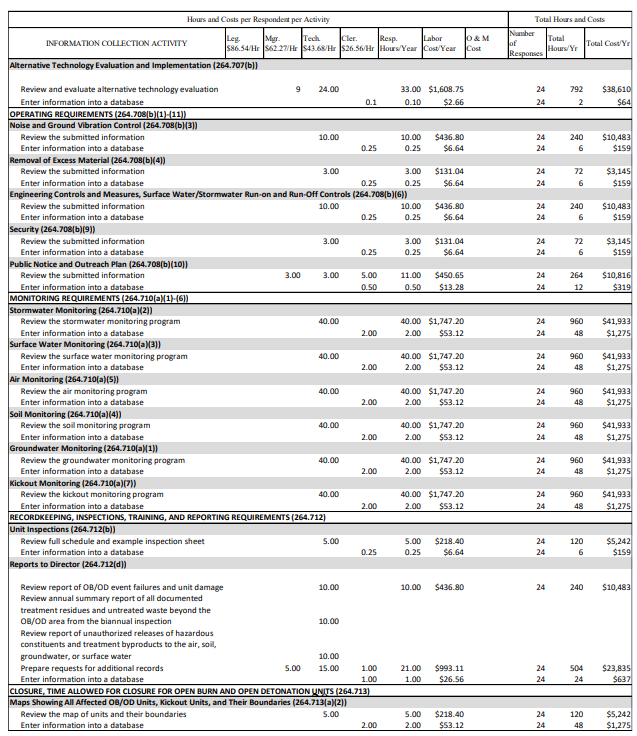 Hours and Costs per Respondent per Activity Total Hours and Costs
INFORMATION COLLECTION ACTIVITY Leg. $86.54/Hr Mgr. $62.27/Hr Tech. $43.68/Hr Cler. $26.56/Hr Resp. Hours/Year Labor Cost/Year O & M Cost Number of Responses Total Hours/Yr Total Cost/Yr
Alternative Technology Evaluation and Implementation (264.707(b))
Review and evaluate alternative technology evaluation 9 24.00 33.00 $1,608.75 24 792 $38,610
Enter information into a database 0.1 0.10 $2.66 24 2 $64
OPERATING REQUIREMENTS (264.708(b)(1)-(11))
Noise and Ground Vibration Control (264.708(b)(3))
Review the submitted information 10.00 10.00 $436.80 24 240 $10,483
Enter information into a database 0.25 0.25 $6.64 24 6 $159
Removal of Excess Material (264.708(b)(4))
Review the submitted information 3.00 3.00 $131.04 24 72 $3,145
Enter information into a database 0.25 0.25 $6.64 24 6 $159
Engineering Controls and Measures, Surface Water/Stormwater Run-on and Run-Off Controls (264.708(b)(6))
Review the submitted information 10.00 10.00 $436.80 24 240 $10,483
Enter information into a database 0.25 0.25 $6.64 24 6 $159
Security (264.708(b)(9))
Review the submitted information 3.00 3.00 $131.04 24 72 $3,145
Enter information into a database 0.25 0.25 $6.64 24 6 $159
Public Notice and Outreach Plan (264.708(b)(10))
Review the submitted information 3.00 3.00 5.00 11.00 $450.65 24 264 $10,816
Enter information into a database 0.50 0.50 $13.28 24 12 $319
MONITORING REQUIREMENTS (264.710(a)(1)-(6))
Stormwater Monitoring (264.710(a)(2))
Review the stormwater monitoring program 40.00 40.00 $1,747.20 24 960 $41,933
Enter information into a database 2.00 2.00 $53.12 24 48 $1,275
Surface Water Monitoring (264.710(a)(3))
Review the surface water monitoring program 40.00 40.00 $1,747.20 24 960 $41,933
Enter information into a database 2.00 2.00 $53.12 24 48 $1,275
Air Monitoring (264.710(a)(5))
Review the air monitoring program 40.00 40.00 $1,747.20 24 960 $41,933
Enter information into a database 2.00 2.00 $53.12 24 48 $1,275
Soil Monitoring (264.710(a)(4))
Review the soil monitoring program 40.00 40.00 $1,747.20 24 960 $41,933
Enter information into a database 2.00 2.00 $53.12 24 48 $1,275
Groundwater Monitoring (264.710(a)(1))
Review the groundwater monitoring program 40.00 40.00 $1,747.20 24 960 $41,933
Enter information into a database 2.00 2.00 $53.12 24 48 $1,275
Kickout Monitoring (264.710(a)(7))
Review the kickout monitoring program 40.00 40.00 $1,747.20 24 960 $41,933
Enter information into a database 2.00 2.00 $53.12 24 48 $1,275
RECORDKEEPING, INSPECTIONS, TRAINING, AND REPORTING REQUIREMENTS (264.712)
Unit Inspections (264.712(b))
Review full schedule and example inspection sheet 5.00 5.00 $218.40 24 120 $5,242
Enter information into a database 0.25 0.25 $6.64 24 6 $159
Reports to Director (264.712(d))
Review report of OB/OD event failures and unit damage 10.00 10.00 $436.80 24 240 $10,483
Review annual summary report of all documented
treatment residues and untreated waste beyond the
OB/OD area from the biannual inspection 10.00
Review report of unauthorized releases of hazardous
constituents and treatment byproducts to the air, soil,
groundwater, or surface water 10.00
Prepare requests for additional records 5.00 15.00 1.00 21.00 $993.11 24 504 $23,835
Enter information into a database 1.00 1.00 $26.56 24 24 $637
CLOSURE, TIME ALLOWED FOR CLOSURE FOR OPEN BURN AND OPEN DETONATION UNITS (264.713)
Maps Showing All Affected OB/OD Units, Kickout Units, and Their Boundaries (264.713(a)(2))
Review the map of units and their boundaries 5.00 5.00 $218.40 24 120 $5,242
Enter information into a database 2.00 2.00 $53.12 24 48 $1,275